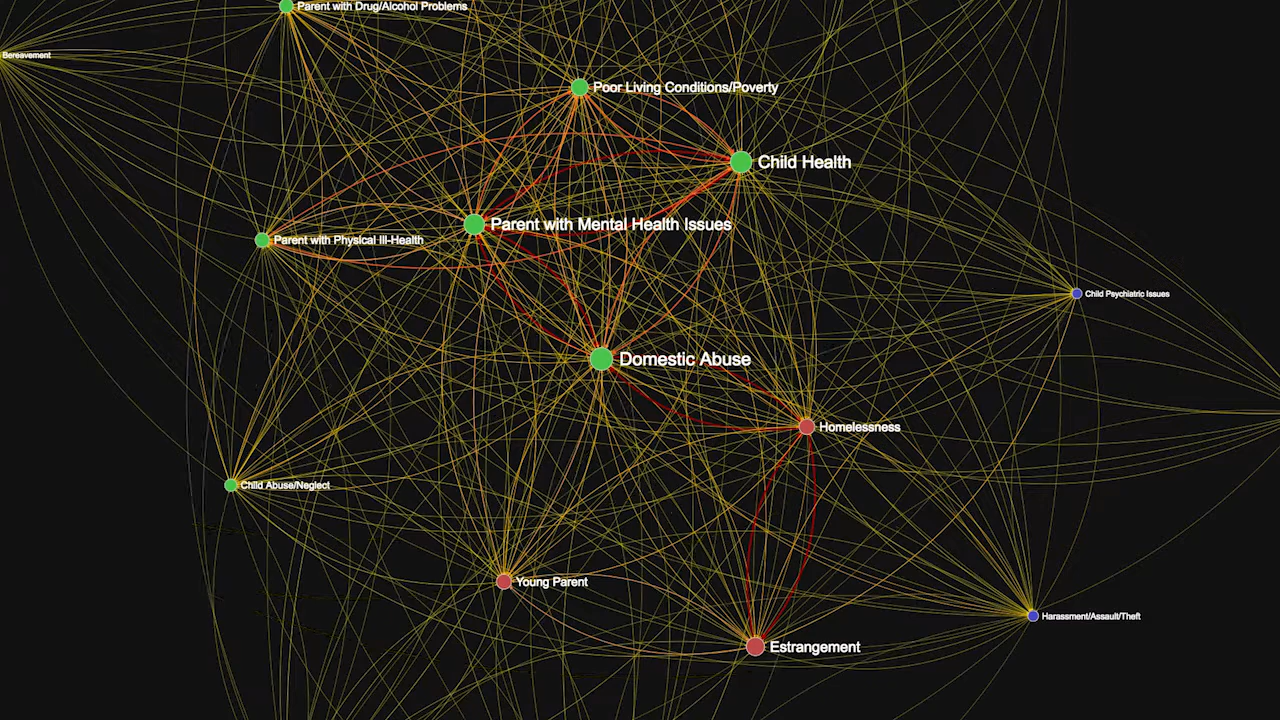 Parent with Drug/Alcohol Problems
Bereavement
Poor Living Conditions/Poverty
Child Health
Parent with Mental Health Issues
Parent with Physical Ill-Health
Child Psychiatric Issues
Domestic Abuse
Homelessness
Child Abuse/Neglect
Young Parent
Harassment/Assault/Theft
Estrangement